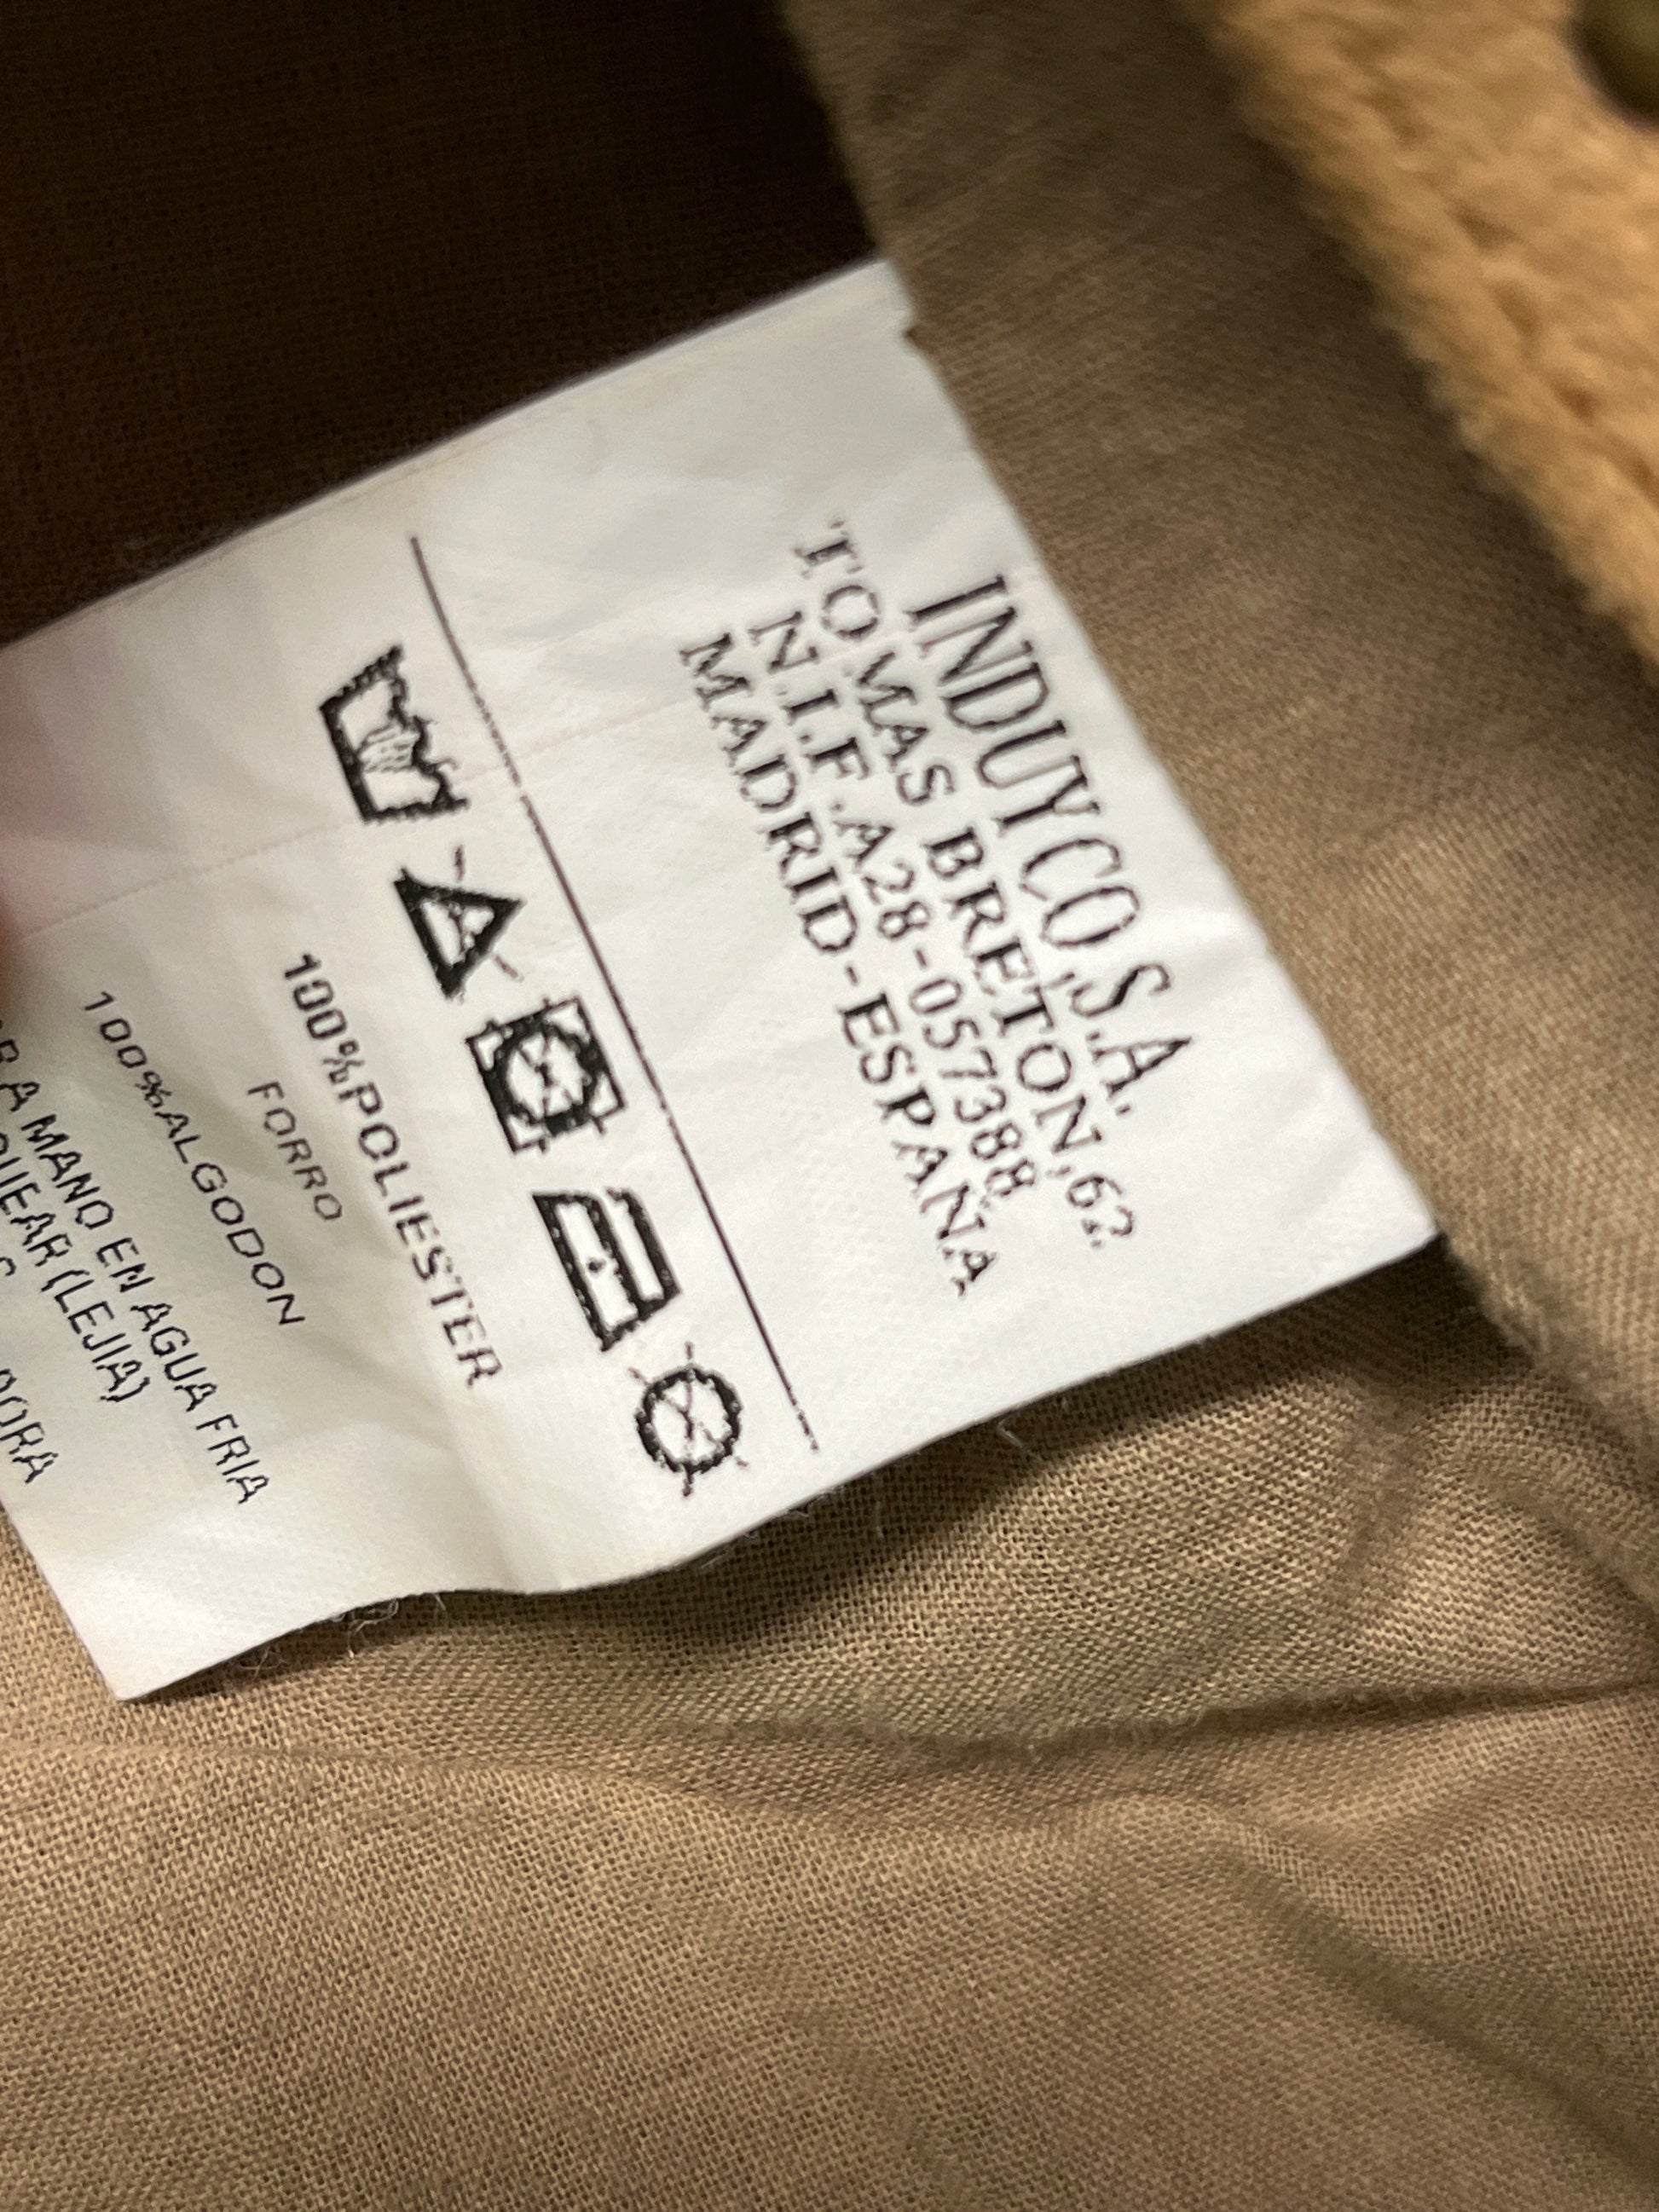 INDUYCO,S.A.
TOMAS BRETON,62
N.I.F.A28-057388
MADRID-ESPAÑA
100%POLIESTER
FORRO
100%ALGODON
A MANO EN AGUA FRIA
(LEJIA)